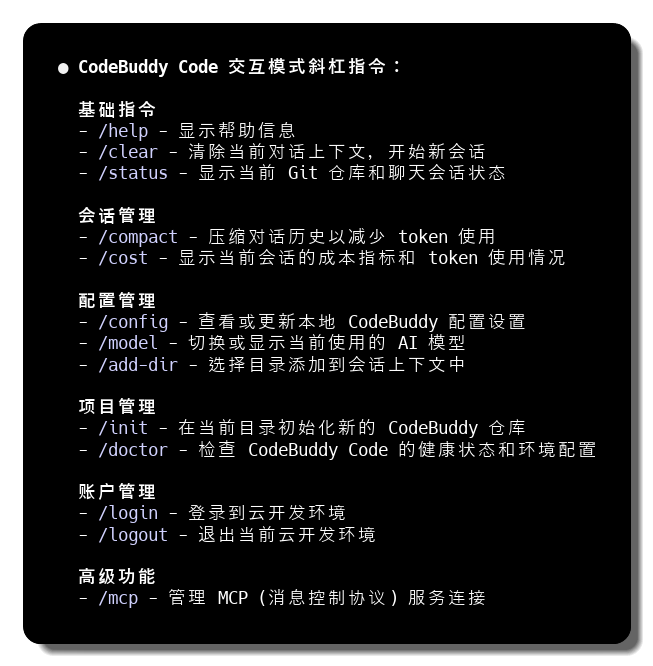 ● CodeBuddy Code 交互模式斜杠指令：
基础指令
- /help - 显示帮助信息
- /clear - 清除当前对话上下文，开始新会话
- /status - 显示当前 Git 仓库和聊天会话状态
会话管理
- /compact - 压缩对话历史以减少 token 使用
- /cost - 显示当前会话的成本指标和 token 使用情况
配置管理
- /config - 查看或更新本地 CodeBuddy 配置设置
- /model - 切换或显示当前使用的 AI 模型
- /add-dir - 选择目录添加到会话上下文中
项目管理
- /init - 在当前目录初始化新的 CodeBuddy 仓库
- /doctor - 检查 CodeBuddy Code 的健康状态和环境配置
账户管理
- /login - 登录到云开发环境
- /logout - 退出当前云开发环境
高级功能
- /mcp - 管理 MCP (消息控制协议) 服务连接